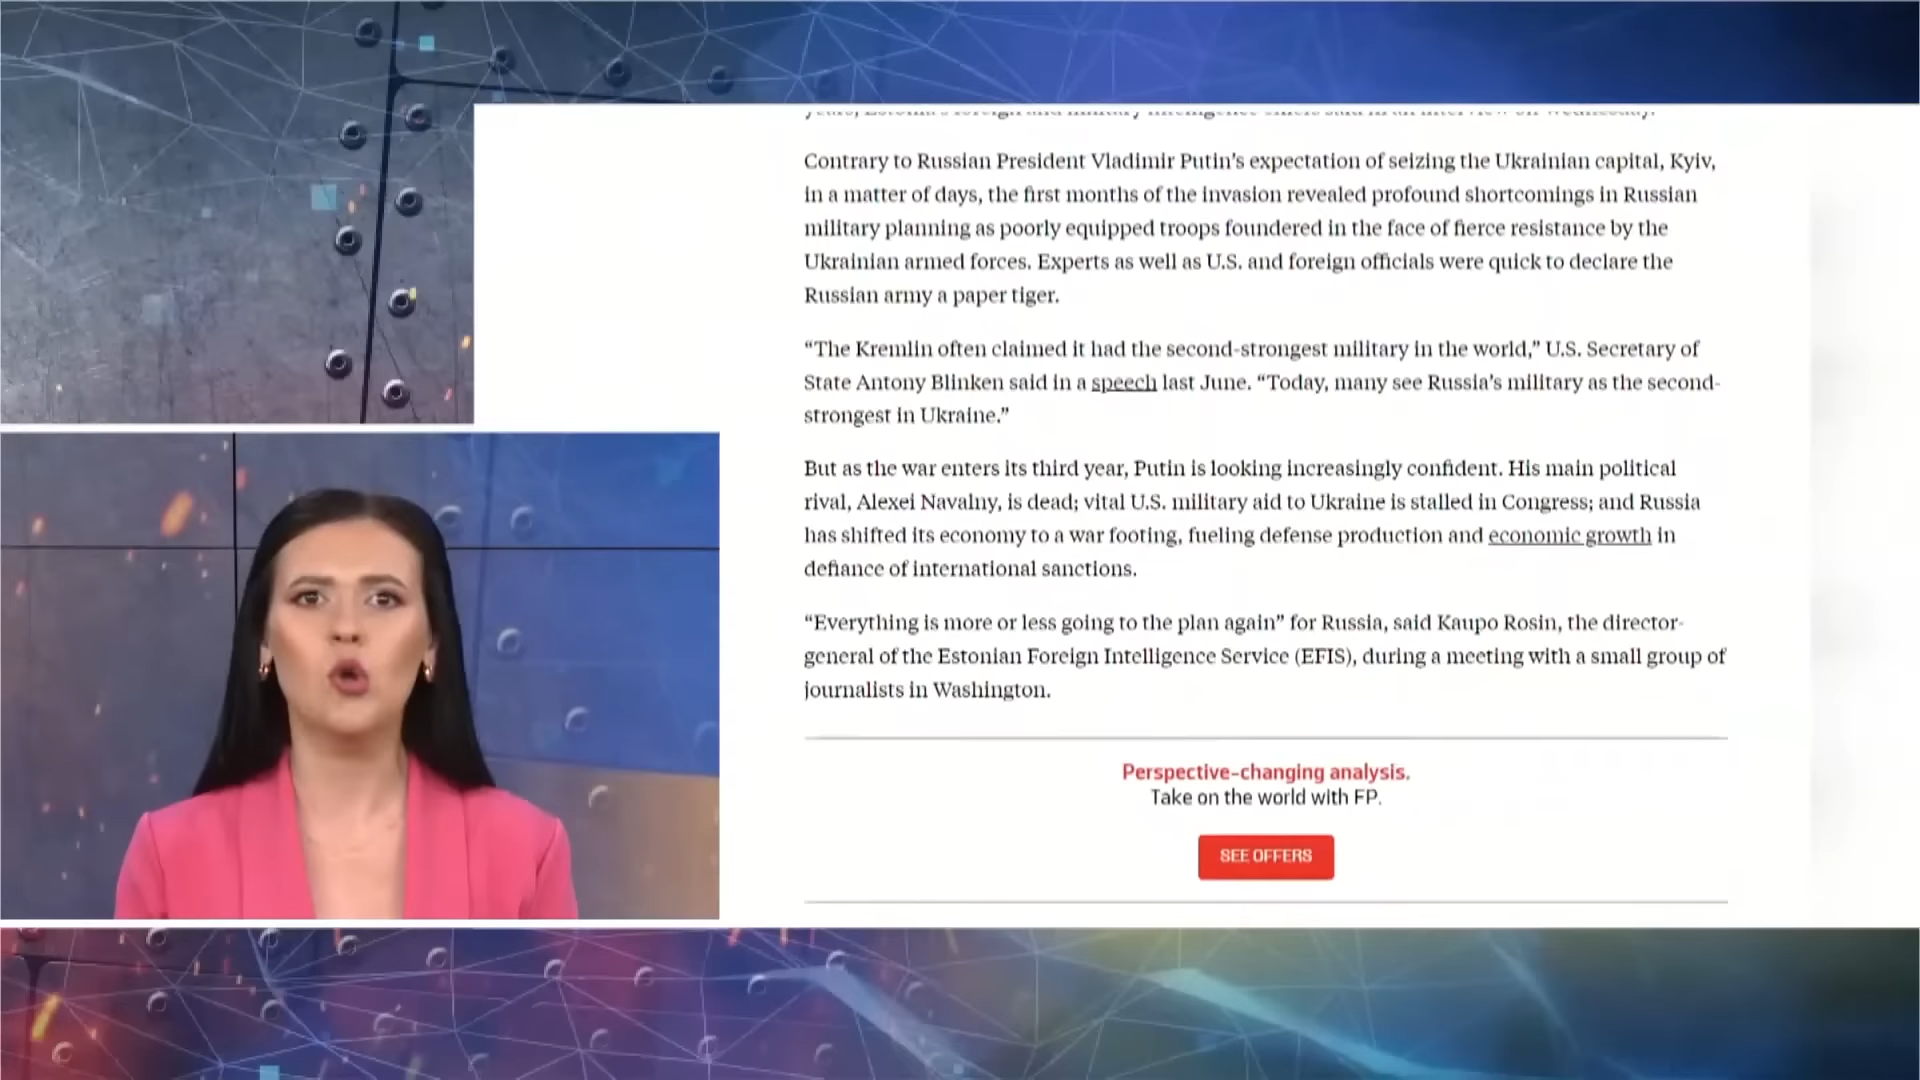 Contrary to Russian President Vladimir Putin's expectation of seizing the Ukrainian capital, Kyiv,
in a matter of days, the first months of the invasion revealed profound shortcomings in Russian
military planning as poorly equipped troops foundered in the face of fierce resistance by the
Ukrainian armed forces. Experts as well as U.S. and foreign officials were quick to declare the
Russian army a paper tiger.
“The Kremlin often claimed it had the second-strongest military in the world,” U.S. Secretary of
State Antony Blinken said in a speech last June. “Today, many see Russia’s military as the second-
strongest in Ukraine.”
But as the war enters its third year, Putin is looking increasingly confident. His main political
rival, Alexei Navalny, is dead; vital U.S. military aid to Ukraine is stalled in Congress; and Russia
has shifted its economy to a war footing, fueling defense production and economic growth in
defiance of international sanctions.
“Everything is more or less going to the plan again” for Russia, said Kaupo Rosin, the director-
general of the Estonian Foreign Intelligence Service (EFIS), during a meeting with a small group of
journalists in Washington.
Perspective-changing analysis.
Take on the world with FP.
SEE OFFERS